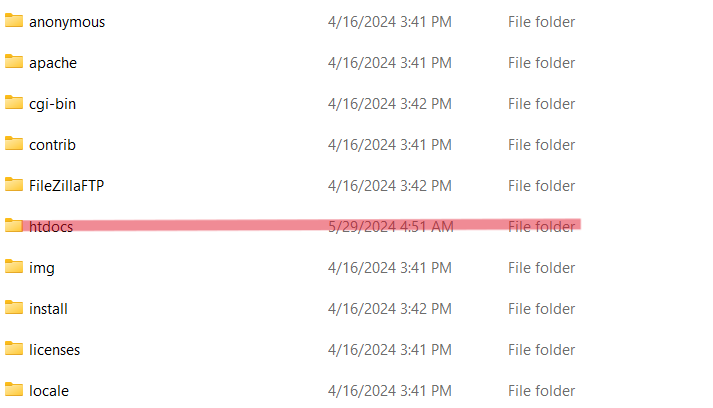 anonymous 4/16/2024 3:41 PM File folder
apache 4/16/2024 3:41 PM File folder
cgi-bin 4/16/2024 3:42 PM File folder
contrib 4/16/2024 3:41 PM File folder
FileZillaFTP 4/16/2024 3:42 PM File folder
htdocs 5/29/2024 4:51 AM File folder
img 4/16/2024 3:41 PM File folder
install 4/16/2024 3:42 PM File folder
licenses 4/16/2024 3:41 PM File folder
locale 4/16/2024 3:41 PM File folder